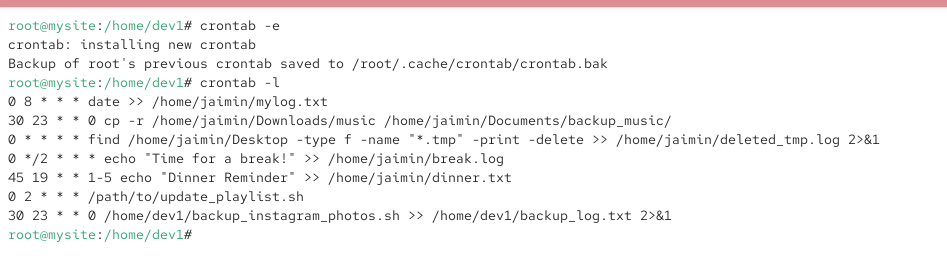 root@mysite:/home/dev1# crontab -e
crontab: installing new crontab
Backup of root's previous crontab saved to /root/.cache/crontab/crontab.bak
root@mysite:/home/dev1# crontab -l
0 8 * * * date >> /home/jaimin/mylog.txt
30 23 * * 0 cp -r /home/jaimin/Downloads/music /home/jaimin/Documents/backup_music/
0 * * * * find /home/jaimin/Desktop -type f -name "*.tmp" -print -delete >> /home/jaimin/deleted_tmp.log 2>&1
0 */2 * * * echo "Time for a break!" >> /home/jaimin/break.log
45 19 * * 1-5 echo "Dinner Reminder" >> /home/jaimin/dinner.txt
0 2 * * * /path/to/update_playlist.sh
30 23 * * 0 /home/dev1/backup_instagram_photos.sh >> /home/dev1/backup_log.txt 2>&1
root@mysite:/home/dev1#